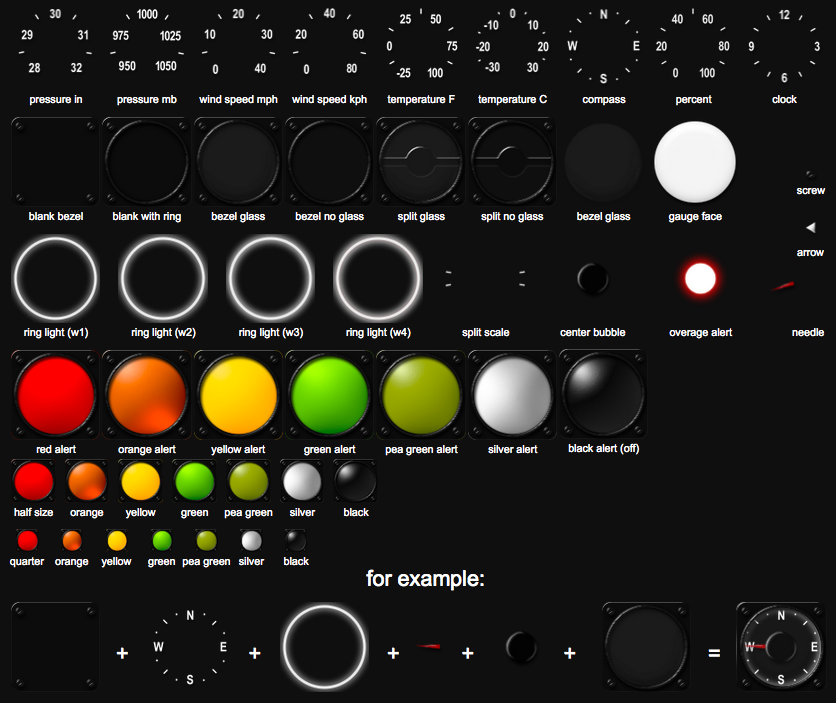 30 1000 20 40 25 50 -10 0 10 N 40 60 12
29 31 975 1025 10 30 20 60 0 75 -20 20 W E 20 80 9 3
28 32 950 1050 0 40 0 80 -25 100 -30 30 S 0 100 6
pressure in pressure mb wind speed mph wind speed kph temperature F temperature C compass percent clock
screw
blank bezel blank with ring bezel glass bezel no glass split glass split no glass bezel glass gauge face
arrow
ring light (w1) ring light (w2) ring light (w3) ring light (w4) split scale center bubble overage alert needle
red alert orange alert yellow alert green alert pea green alert silver alert black alert (off)
half size orange yellow green pea green silver black
quarter orange yellow green pea green silver black
for example:
N N
+ W E + + + + = W E
S S